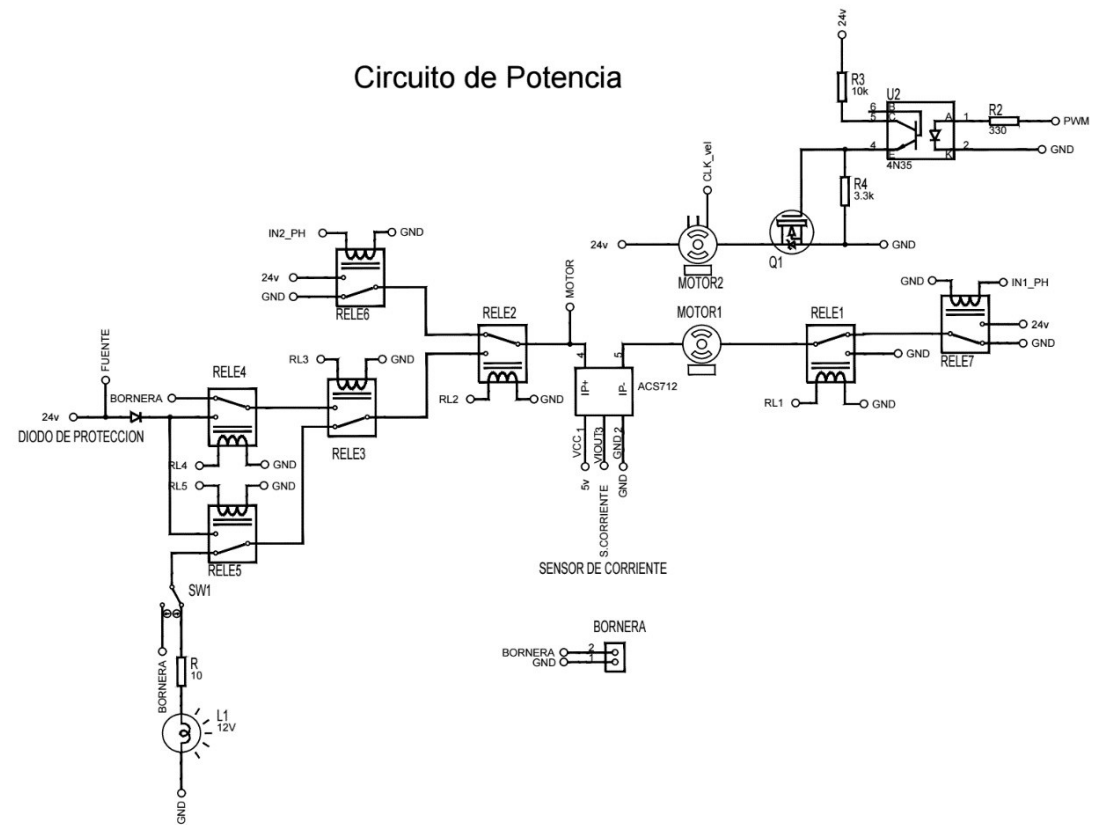 Circuito de Potencia
24v
R3
10k
U2
6
B
5
C
4
E
A
1
K
2
4N35
R2
330
PWM
GND
R4
3.3k
CLK_vel
24v
MOTOR2
Q1
GND
IN2_PH
GND
24v
GND
RELE6
MOTOR
RELE2
MOTOR1
RELE1
GND
IN1_PH
24v
GND
RELE7
FUENTE
RELE4
BORNERA
24v
DIODO DE PROTECCION
RL3
GND
RELE3
RL2
GND
4
5
IP+
IP-
ACS712
VCC
1
VIOUT
3
GND
2
5v
S.CORRIENTE
GND
SENSOR DE CORRIENTE
GND
RL1
GND
RL4
GND
RL5
GND
RELE5
SW1
BORNERA
R
10
L1
12V
GND
BORNERA
BORNERA
2
GND
1